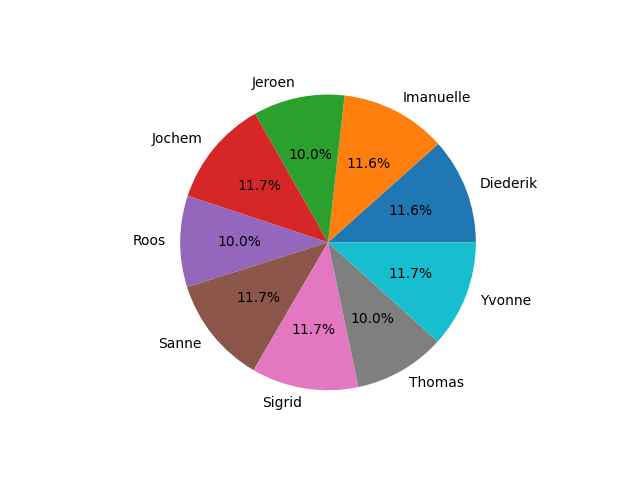 Jeroen
Imanuelle
Jochem
10.0%
11.6%
Diederik
11.7%
11.6%
Roos
10.0%
11.7%
Yvonne
11.7%
11.7%
10.0%
Sanne
Thomas
Sigrid